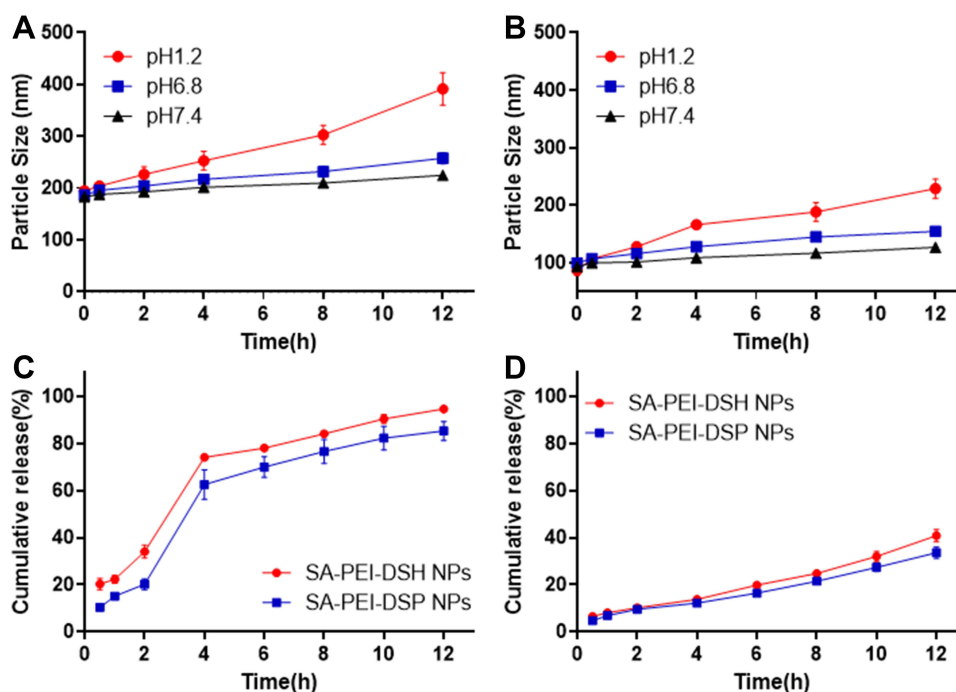 A
Particle Size (nm)
500
400
300
200
100
0
pH1.2
pH6.8
pH7.4
0 2 4 6 8 10 12
Time(h)
B
Particle Size (nm)
500
400
300
200
100
pH1.2
pH6.8
pH7.4
0 2 4 6 8 10 12
Time(h)
C
Cumulative release(%)
100
80
60
40
20
0
SA-PEI-DSH NPs
SA-PEI-DSP NPs
0 2 4 6 8 10 12
Time(h)
D
Cumulative release(%)
100
80
60
40
20
0
SA-PEI-DSH NPs
SA-PEI-DSP NPs
0 2 4 6 8 10 12
Time(h)